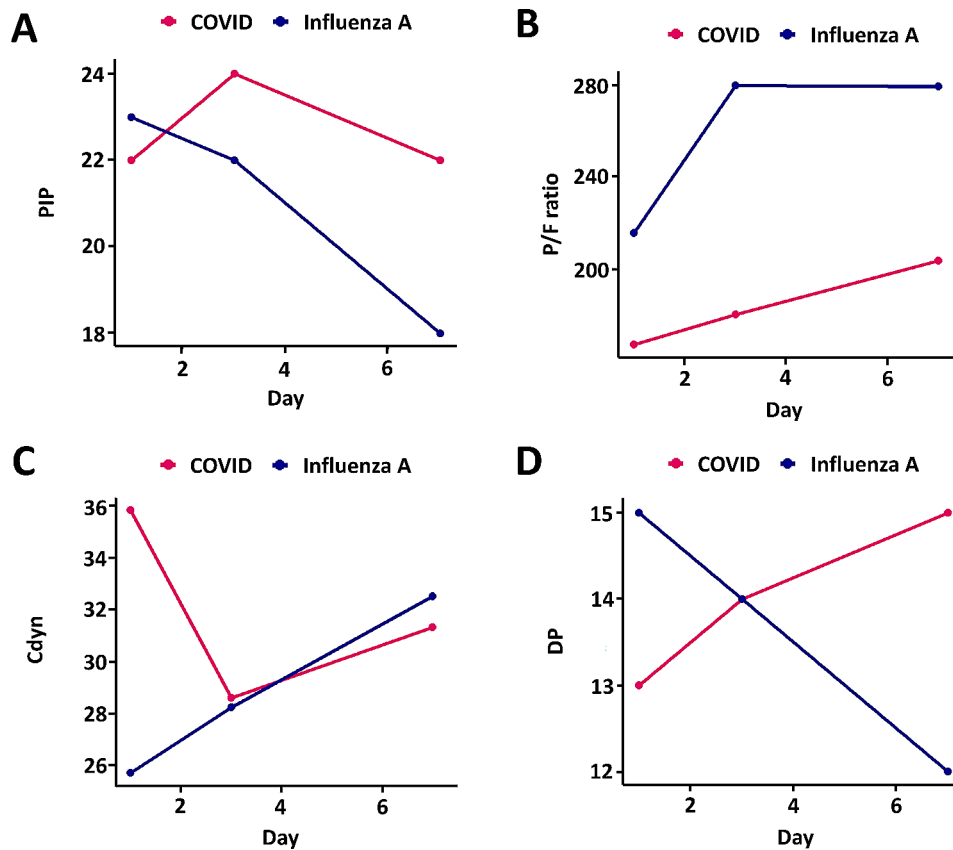 A
COVID Influenza A
24
22
20
18
PIP
2 4 6
Day
B
COVID Influenza A
280
240
200
P/F ratio
2 4 6
Day
C
COVID Influenza A
36
34
32
30
28
26
Cdyn
2 4 6
Day
D
COVID Influenza A
15
14
13
12
DP
2 4 6
Day